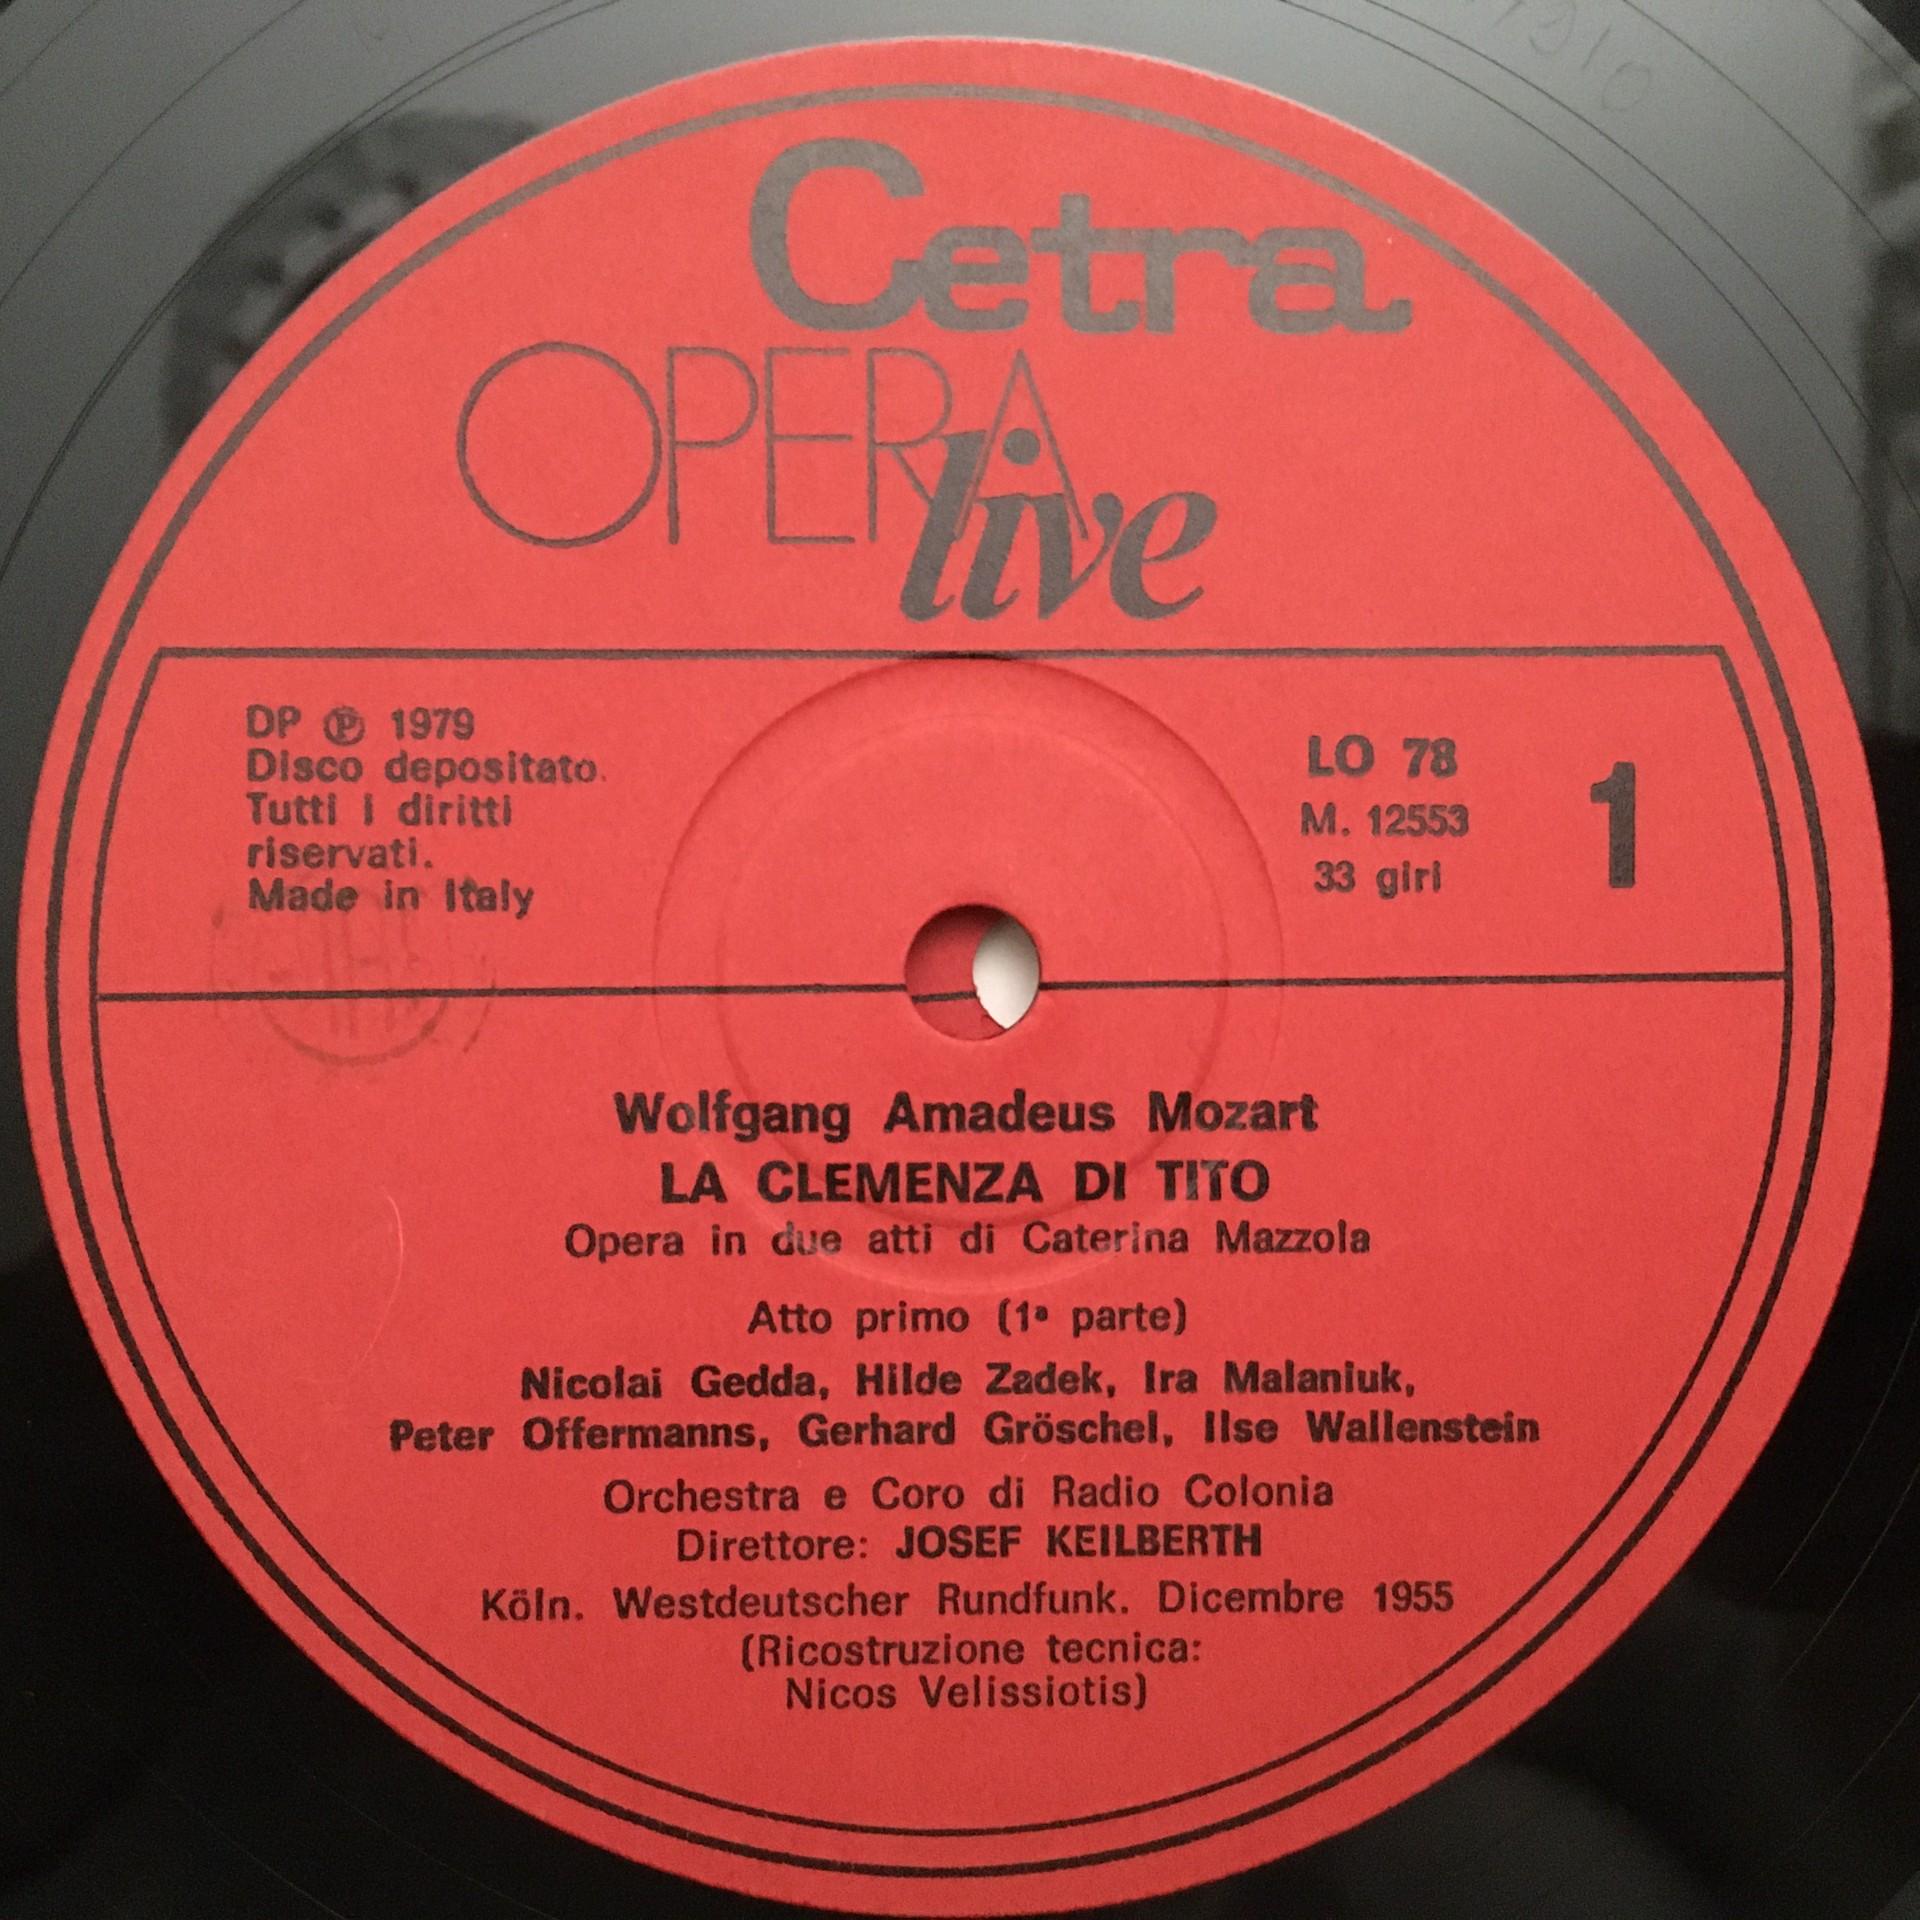 Cetra
OPERA
live
DP ℗ 1979
Disco depositato.
Tutti i diritti
riservati.
Made in Italy
LO 78
M. 12553
33 giri
1
Wolfgang Amadeus Mozart
LA CLEMENZA DI TITO
Opera in due atti di Caterina Mazzola
Atto primo (1ª parte)
Nicolai Gedda, Hilde Zadek, Ira Malaniuk,
Peter Offermanns, Gerhard Gröschel, Ilse Wallenstein
Orchestra e Coro di Radio Colonia
Direttore: JOSEF KEILBERTH
Köln. Westdeutscher Rundfunk. Dicembre 1955
(Ricostruzione tecnica:
Nicos Velissiotis)